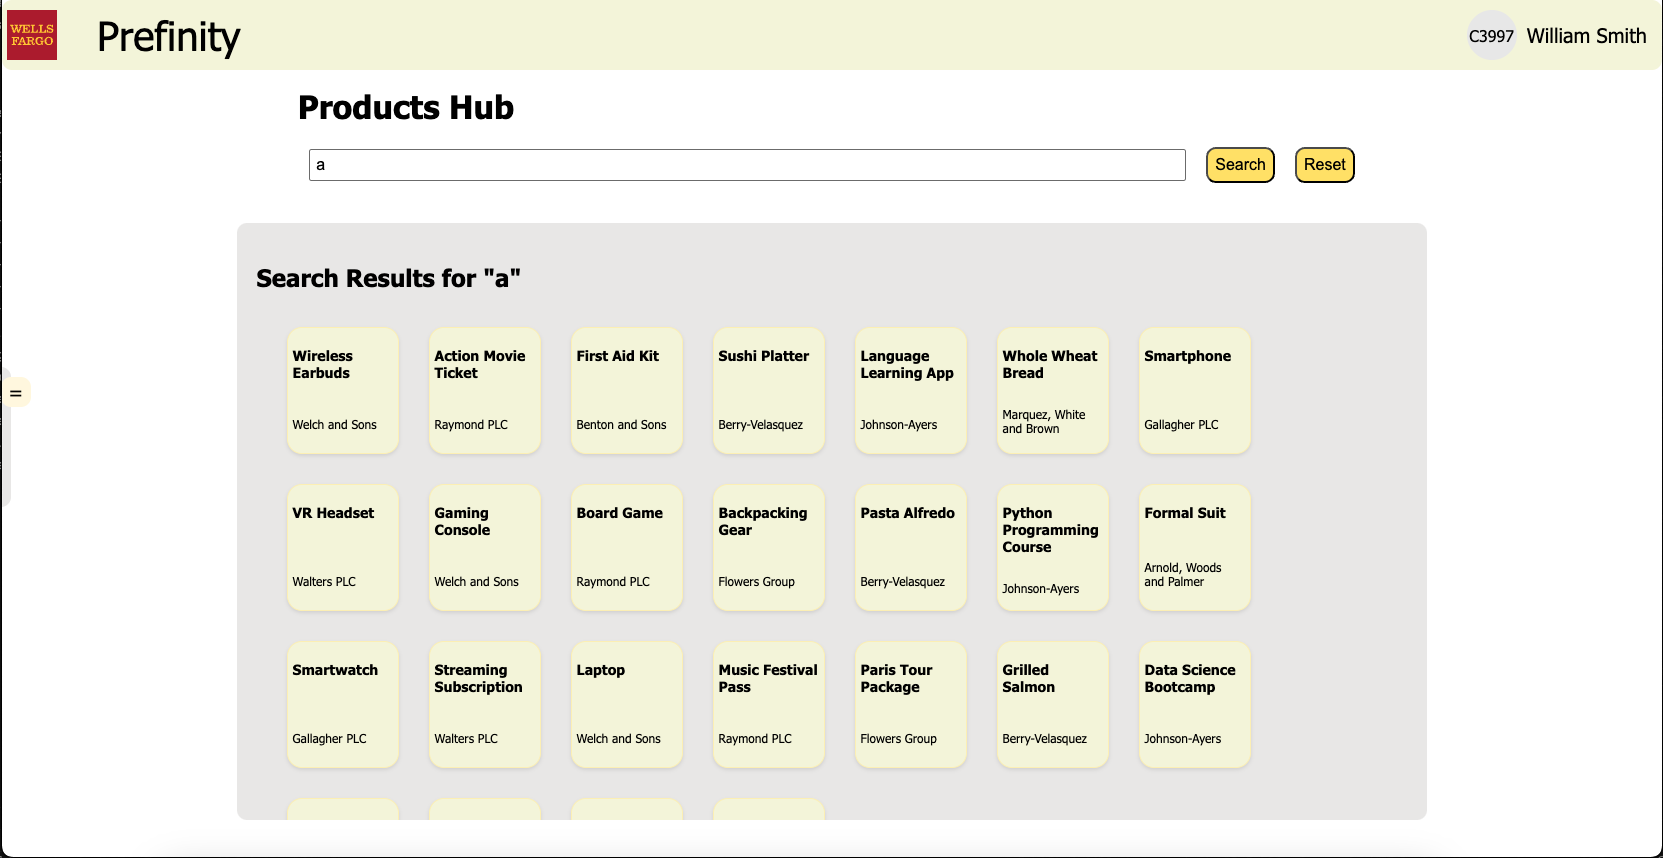 WELLS
FARGO
Prefinity
C3997
William Smith
Products Hub
a
Search
Reset
Search Results for "a"
Wireless
Earbuds
Welch and Sons
Action Movie
Ticket
Raymond PLC
First Aid Kit
Benton and Sons
Sushi Platter
Berry-Velasquez
Language
Learning App
Johnson-Ayers
Whole Wheat
Bread
Marquez, White
and Brown
Smartphone
Gallagher PLC
=
VR Headset
Walters PLC
Gaming
Console
Welch and Sons
Board Game
Raymond PLC
Backpacking
Gear
Flowers Group
Pasta Alfredo
Berry-Velasquez
Python
Programming
Course
Johnson-Ayers
Formal Suit
Arnold, Woods
and Palmer
Smartwatch
Gallagher PLC
Streaming
Subscription
Walters PLC
Laptop
Welch and Sons
Music Festival
Pass
Raymond PLC
Paris Tour
Package
Flowers Group
Grilled
Salmon
Berry-Velasquez
Data Science
Bootcamp
Johnson-Ayers